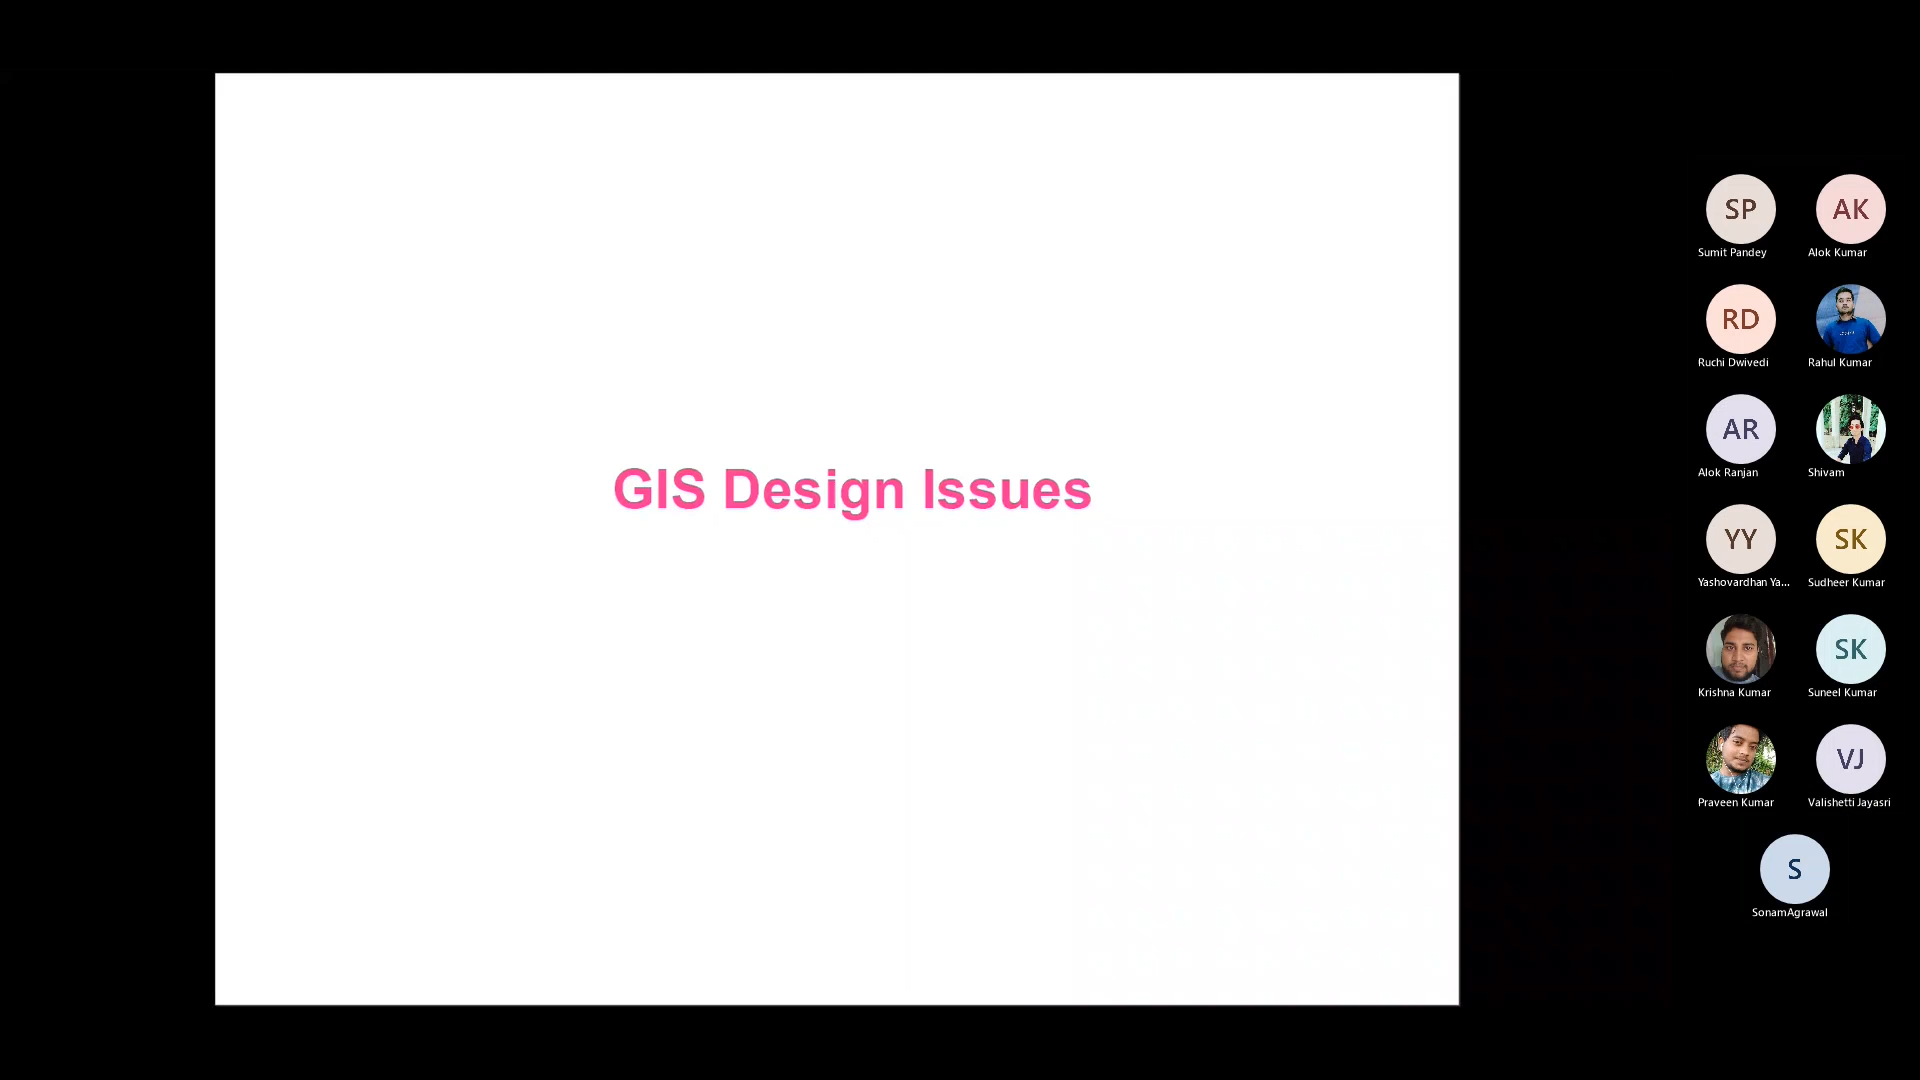 GIS Design Issues
SP
AK
Sumit Pandey
Alok Kumar
RD
Ruchi Dwivedi
Rahul Kumar
AR
Alok Ranjan
Shivam
YY
SK
Yashovardhan Ya...
Sudheer Kumar
SK
Krishna Kumar
Suneel Kumar
VJ
Praveen Kumar
Valishetti Jayasri
S
SonamAgrawal